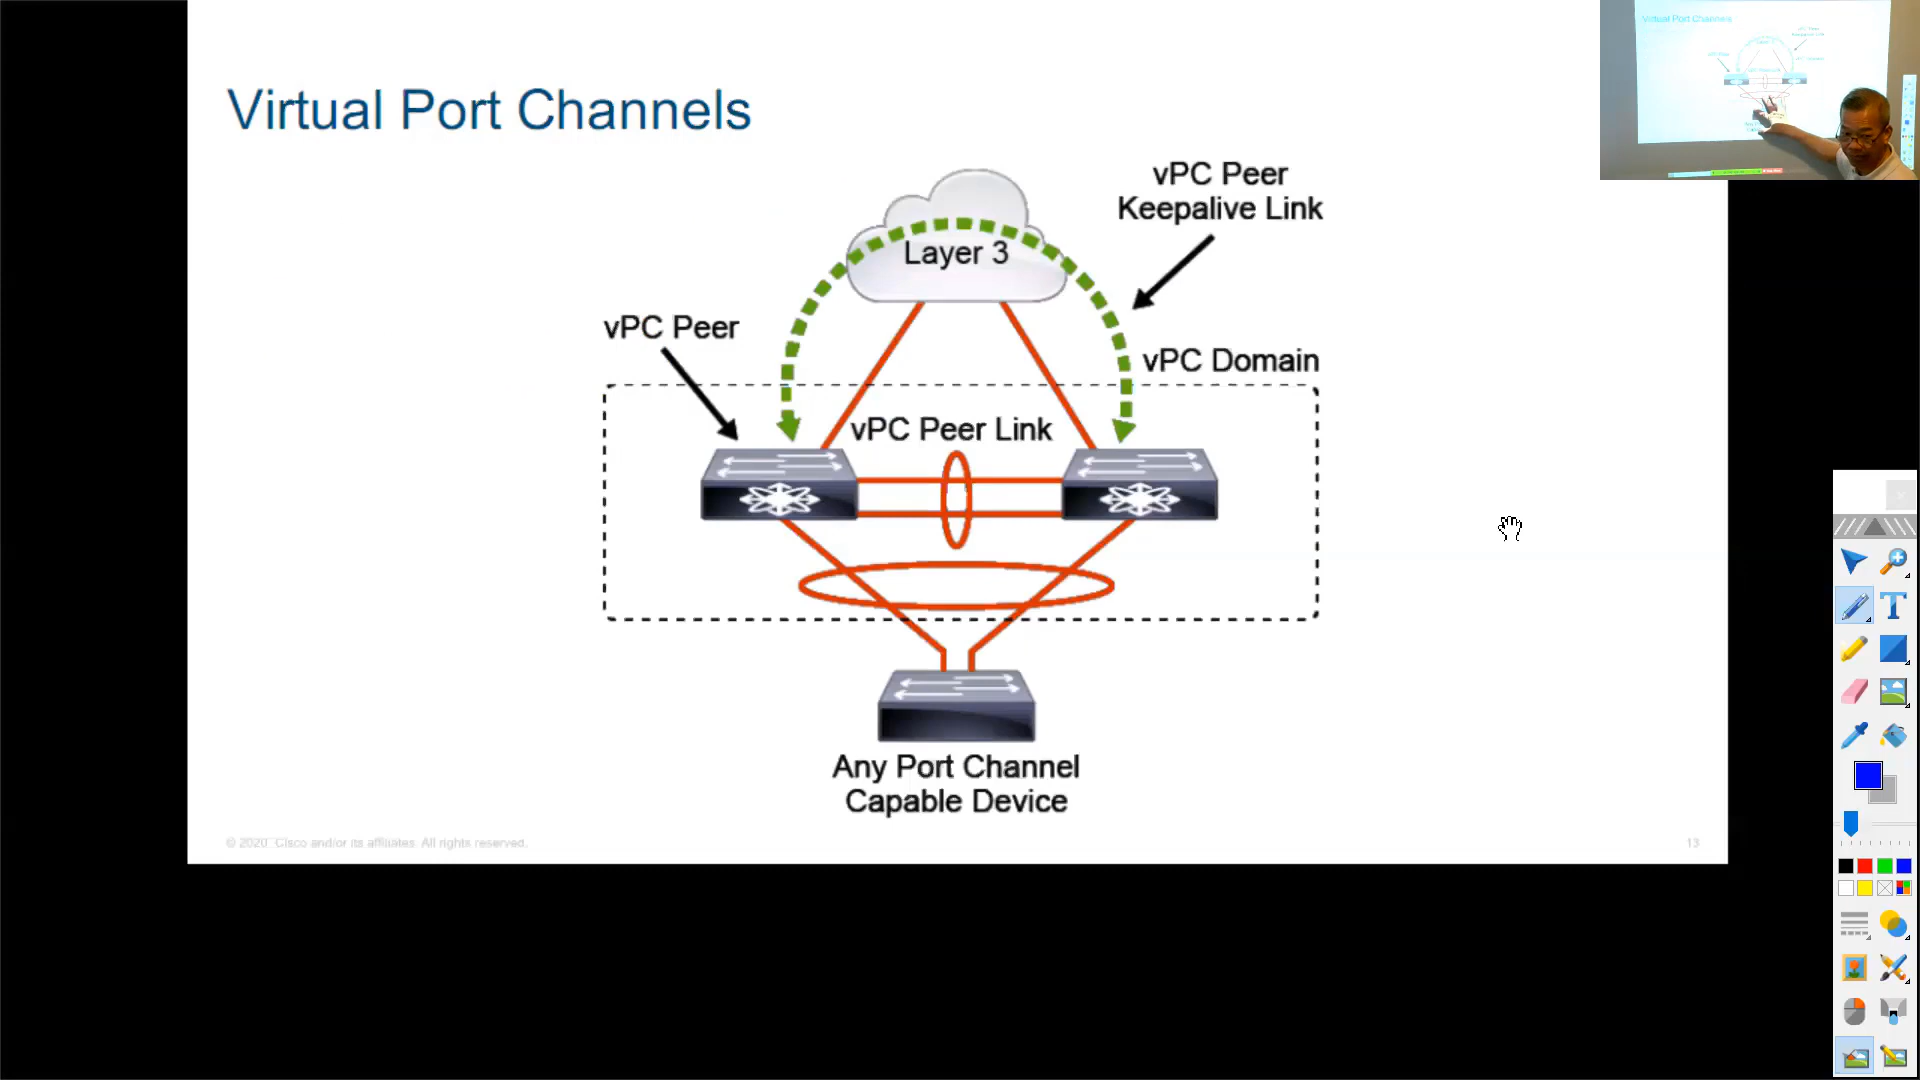 Virtual Port Channels
vPC Peer
Keepalive Link
Layer 3
vPC Peer
vPC Domain
vPC Peer Link
Any Port Channel
Capable Device
© 2020 Cisco and/or its affiliates. All rights reserved.
13
Virtual Port Channels
T